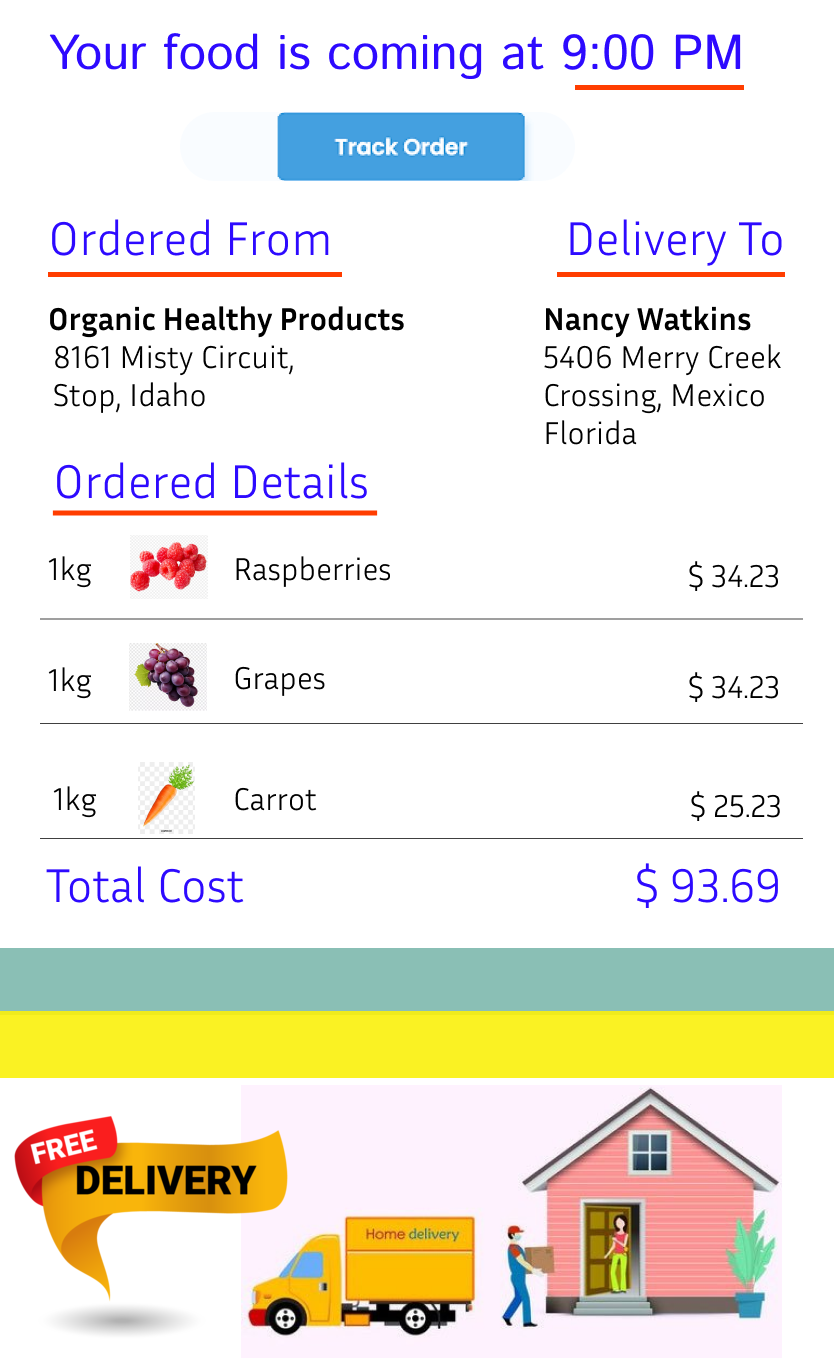 Your food is coming at 9:00 PM
Track Order
Ordered From
Organic Healthy Products
8161 Misty Circuit,
Stop, Idaho
Delivery To
Nancy Watkins
5406 Merry Creek
Crossing, Mexico
Florida
Ordered Details
1kg Raspberries $ 34.23
1kg Grapes $ 34.23
1kg Carrot $ 25.23
Total Cost $ 93.69
FREE
DELIVERY
Home delivery